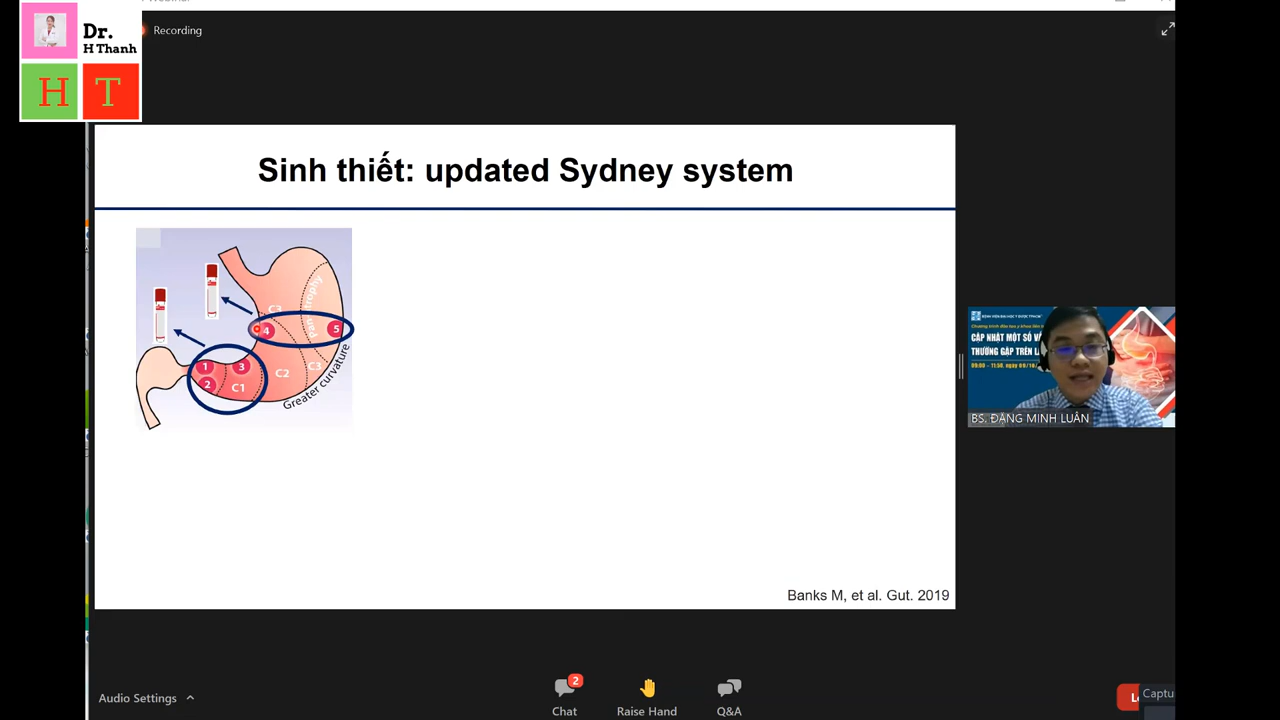 Dr.
H Thanh
H T
Recording
Sinh thiết: updated Sydney system
4
5
1
3
2
C1
C2
C3
Greater curvature
Banks M, et al. Gut. 2019
CẬP NHẬT MỘT SỐ
THƯỜNG GẶP TRÊN
BS. ĐẶNG MINH LUÂN
Audio Settings
2
Chat
Raise Hand
Q&A
Captu